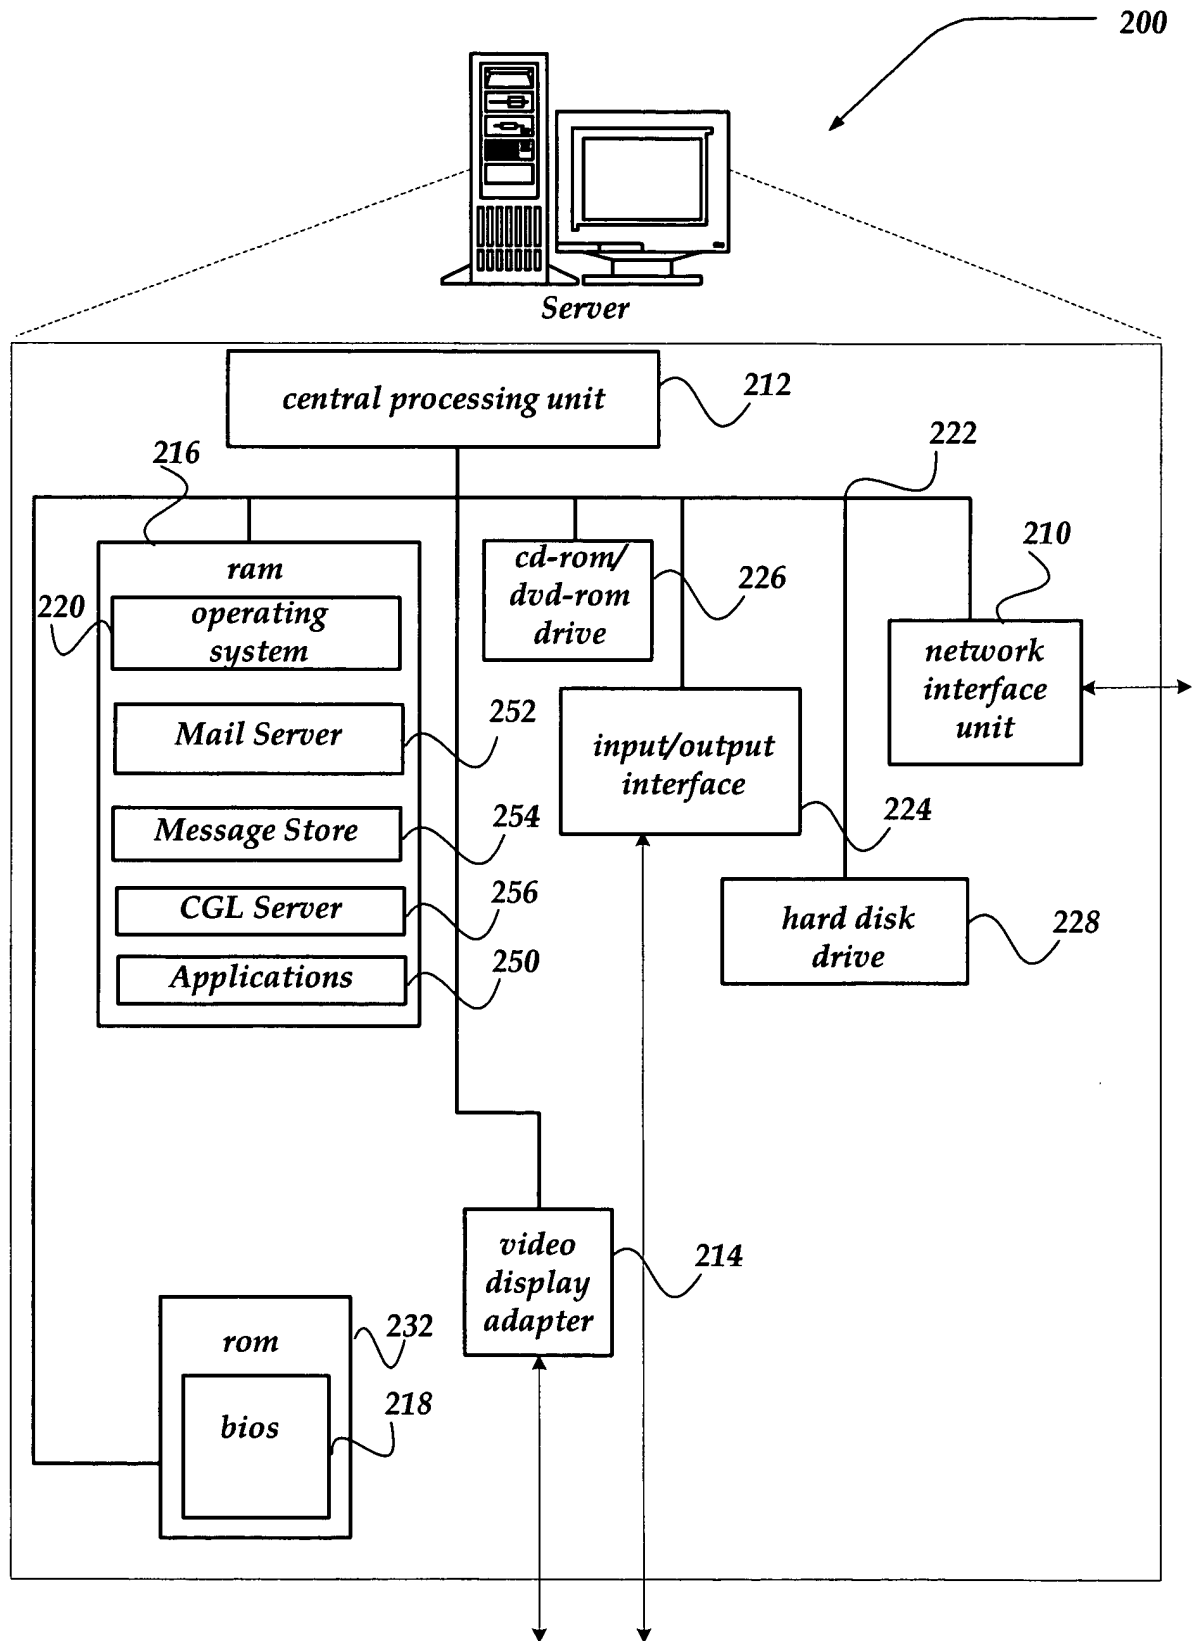 200
Server
central processing unit
212
216
222
ram
220
operating
system
cd-rom/
dvd-rom
drive
226
210
network
interface
unit
Mail Server
252
input/output
interface
224
Message Store
254
CGL Server
256
hard disk
drive
228
Applications
250
video
display
adapter
214
rom
232
bios
218